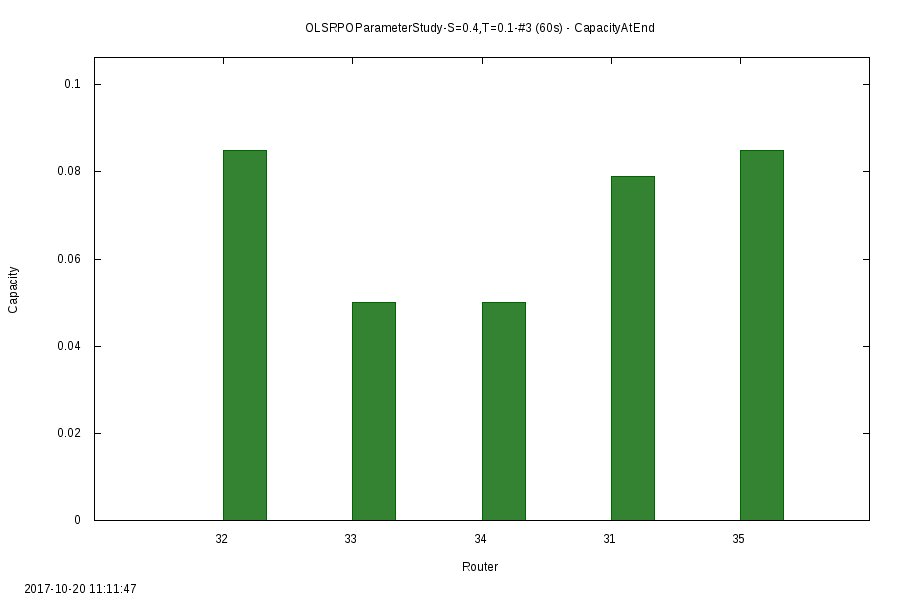 OLSRPOParameterStudy-S=0.4,T=0.1-#3 (60s) - CapacityAtEnd
0.1
0.08
0.06
0.04
0.02
0
Capacity
32 33 34 31 35
Router
2017-10-20 11:11:47